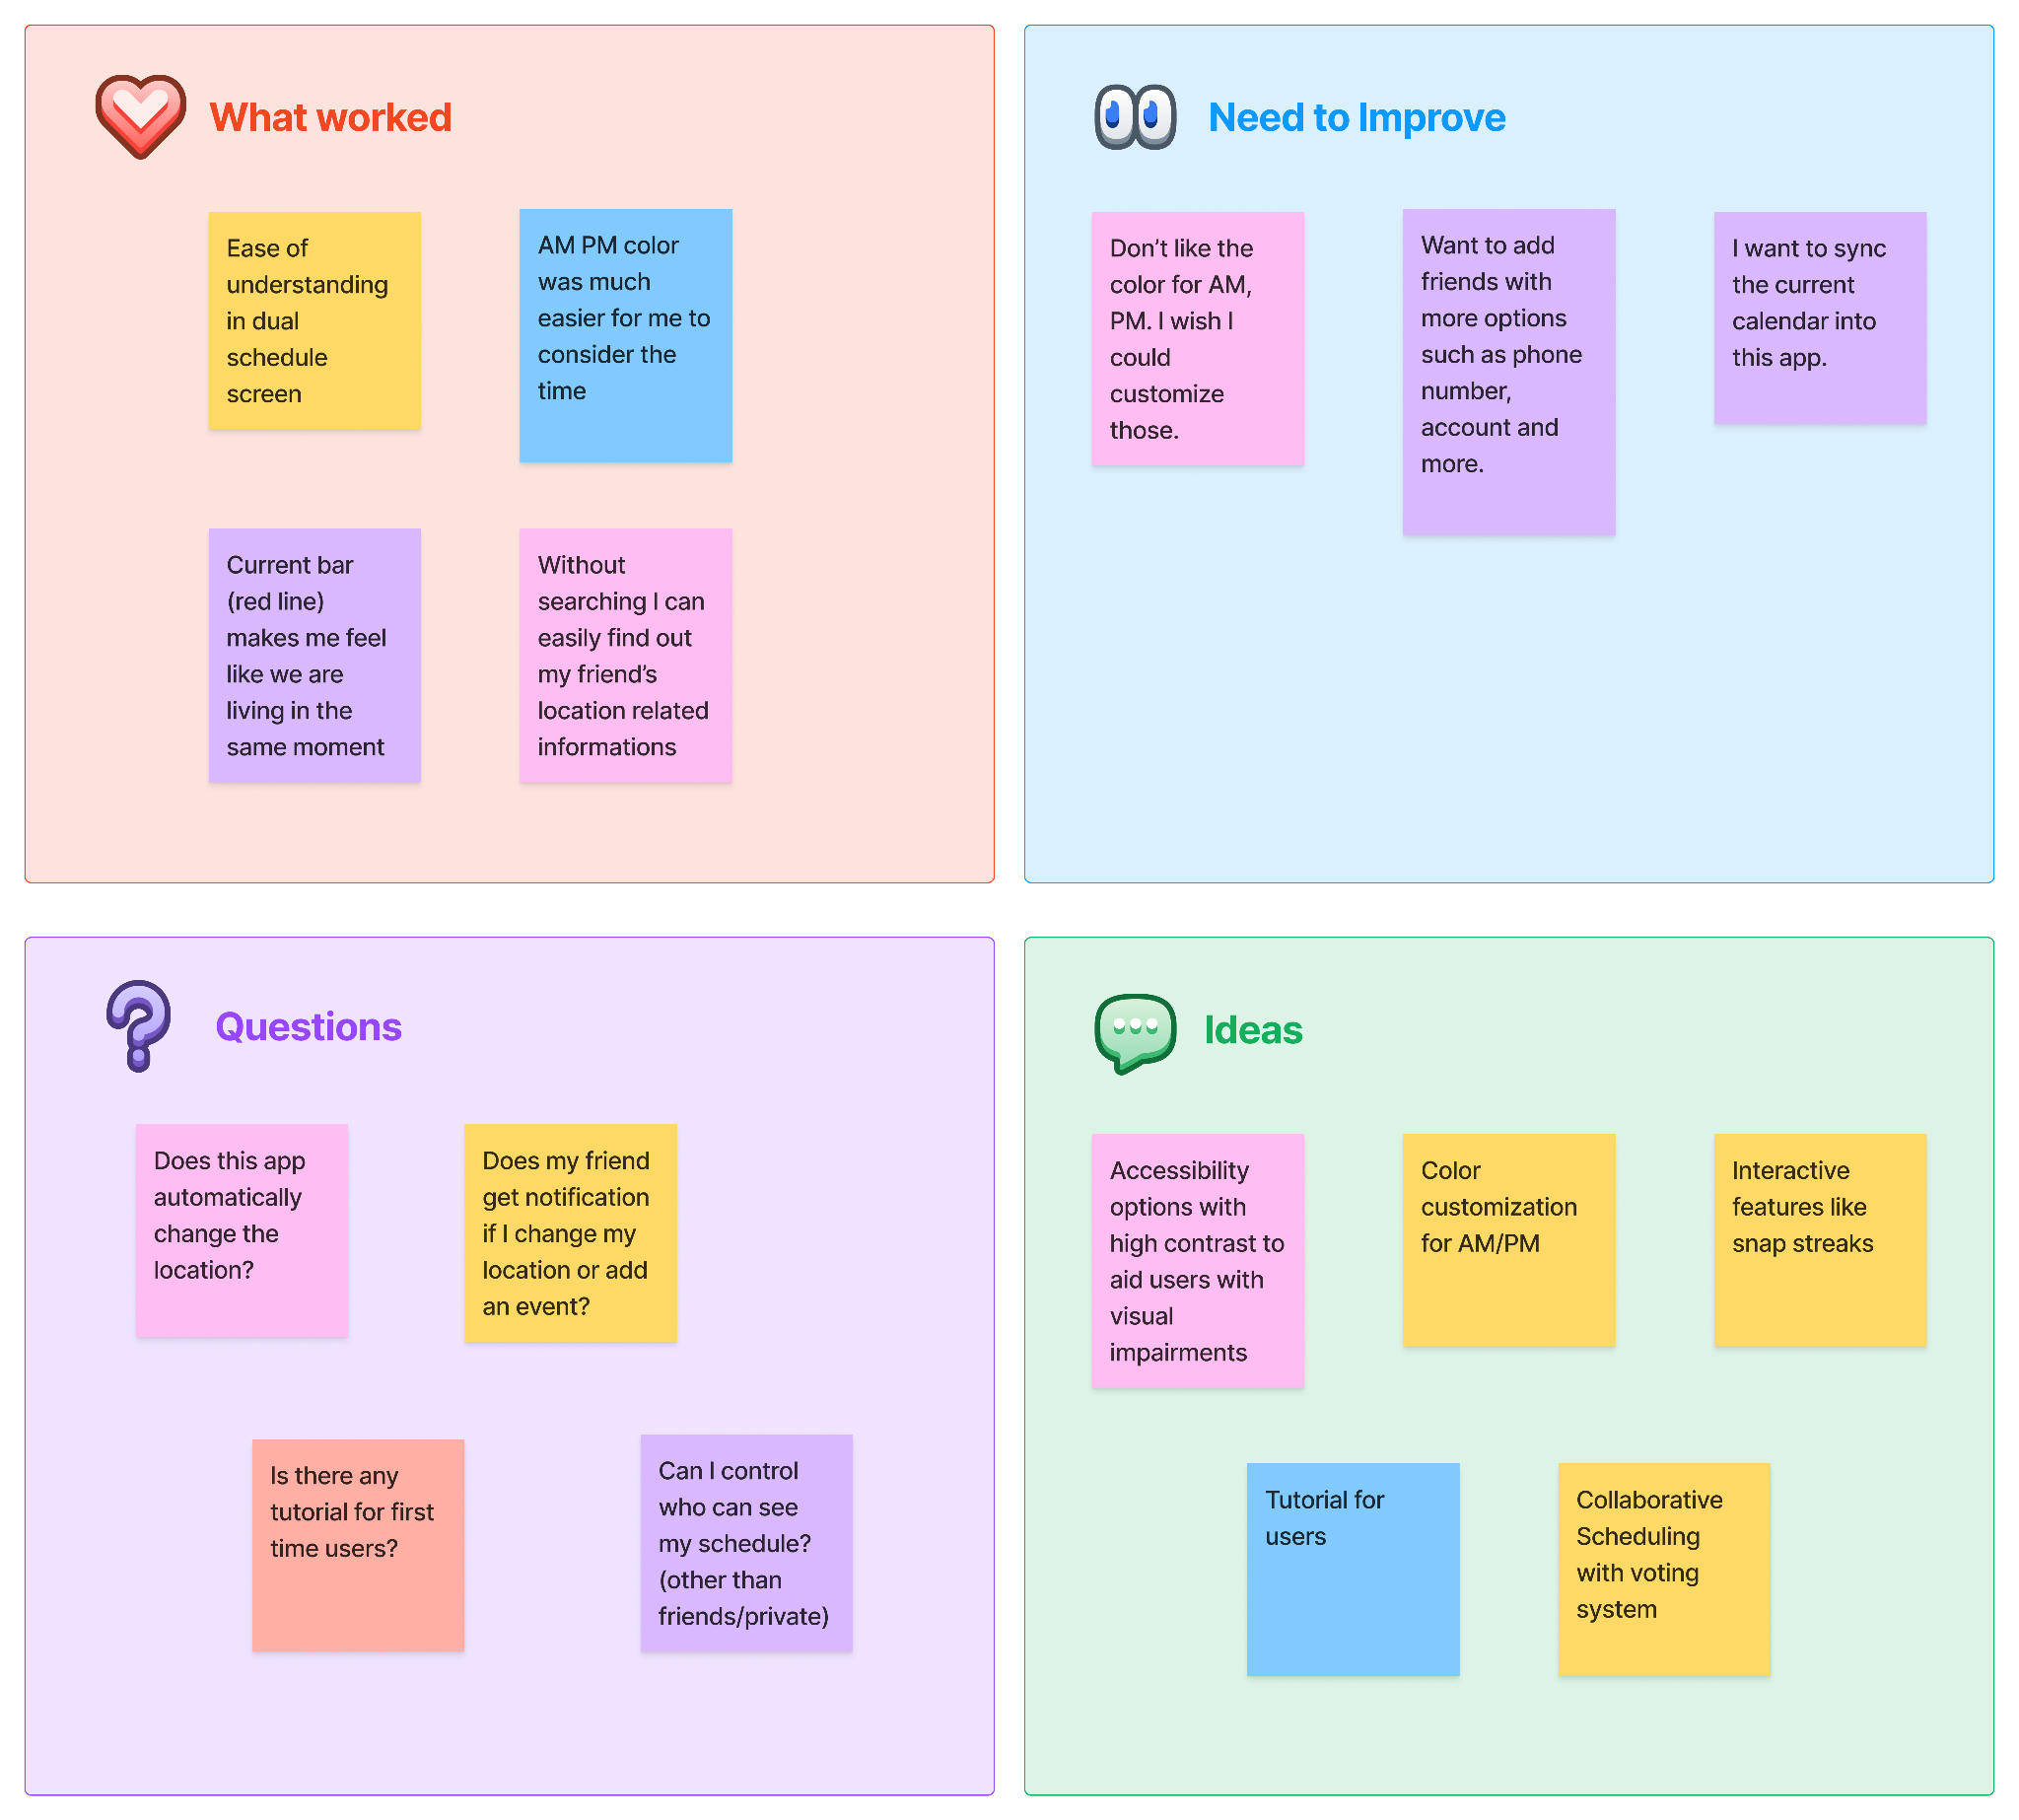 What worked
Ease of
understanding
in dual
schedule
screen
AM PM color
was much
easier for me to
consider the
time
Current bar
(red line)
makes me feel
like we are
living in the
same moment
Without
searching I can
easily find out
my friend’s
location related
informations
Need to Improve
Don’t like the
color for AM,
PM. I wish I
could
customize
those.
Want to add
friends with
more options
such as phone
number,
account and
more.
I want to sync
the current
calendar into
this app.
Questions
Does this app
automatically
change the
location?
Does my friend
get notification
if I change my
location or add
an event?
Is there any
tutorial for first
time users?
Can I control
who can see
my schedule?
(other than
friends/private)
Ideas
Accessibility
options with
high contrast to
aid users with
visual
impairments
Color
customization
for AM/PM
Interactive
features like
snap streaks
Tutorial for
users
Collaborative
Scheduling
with voting
system